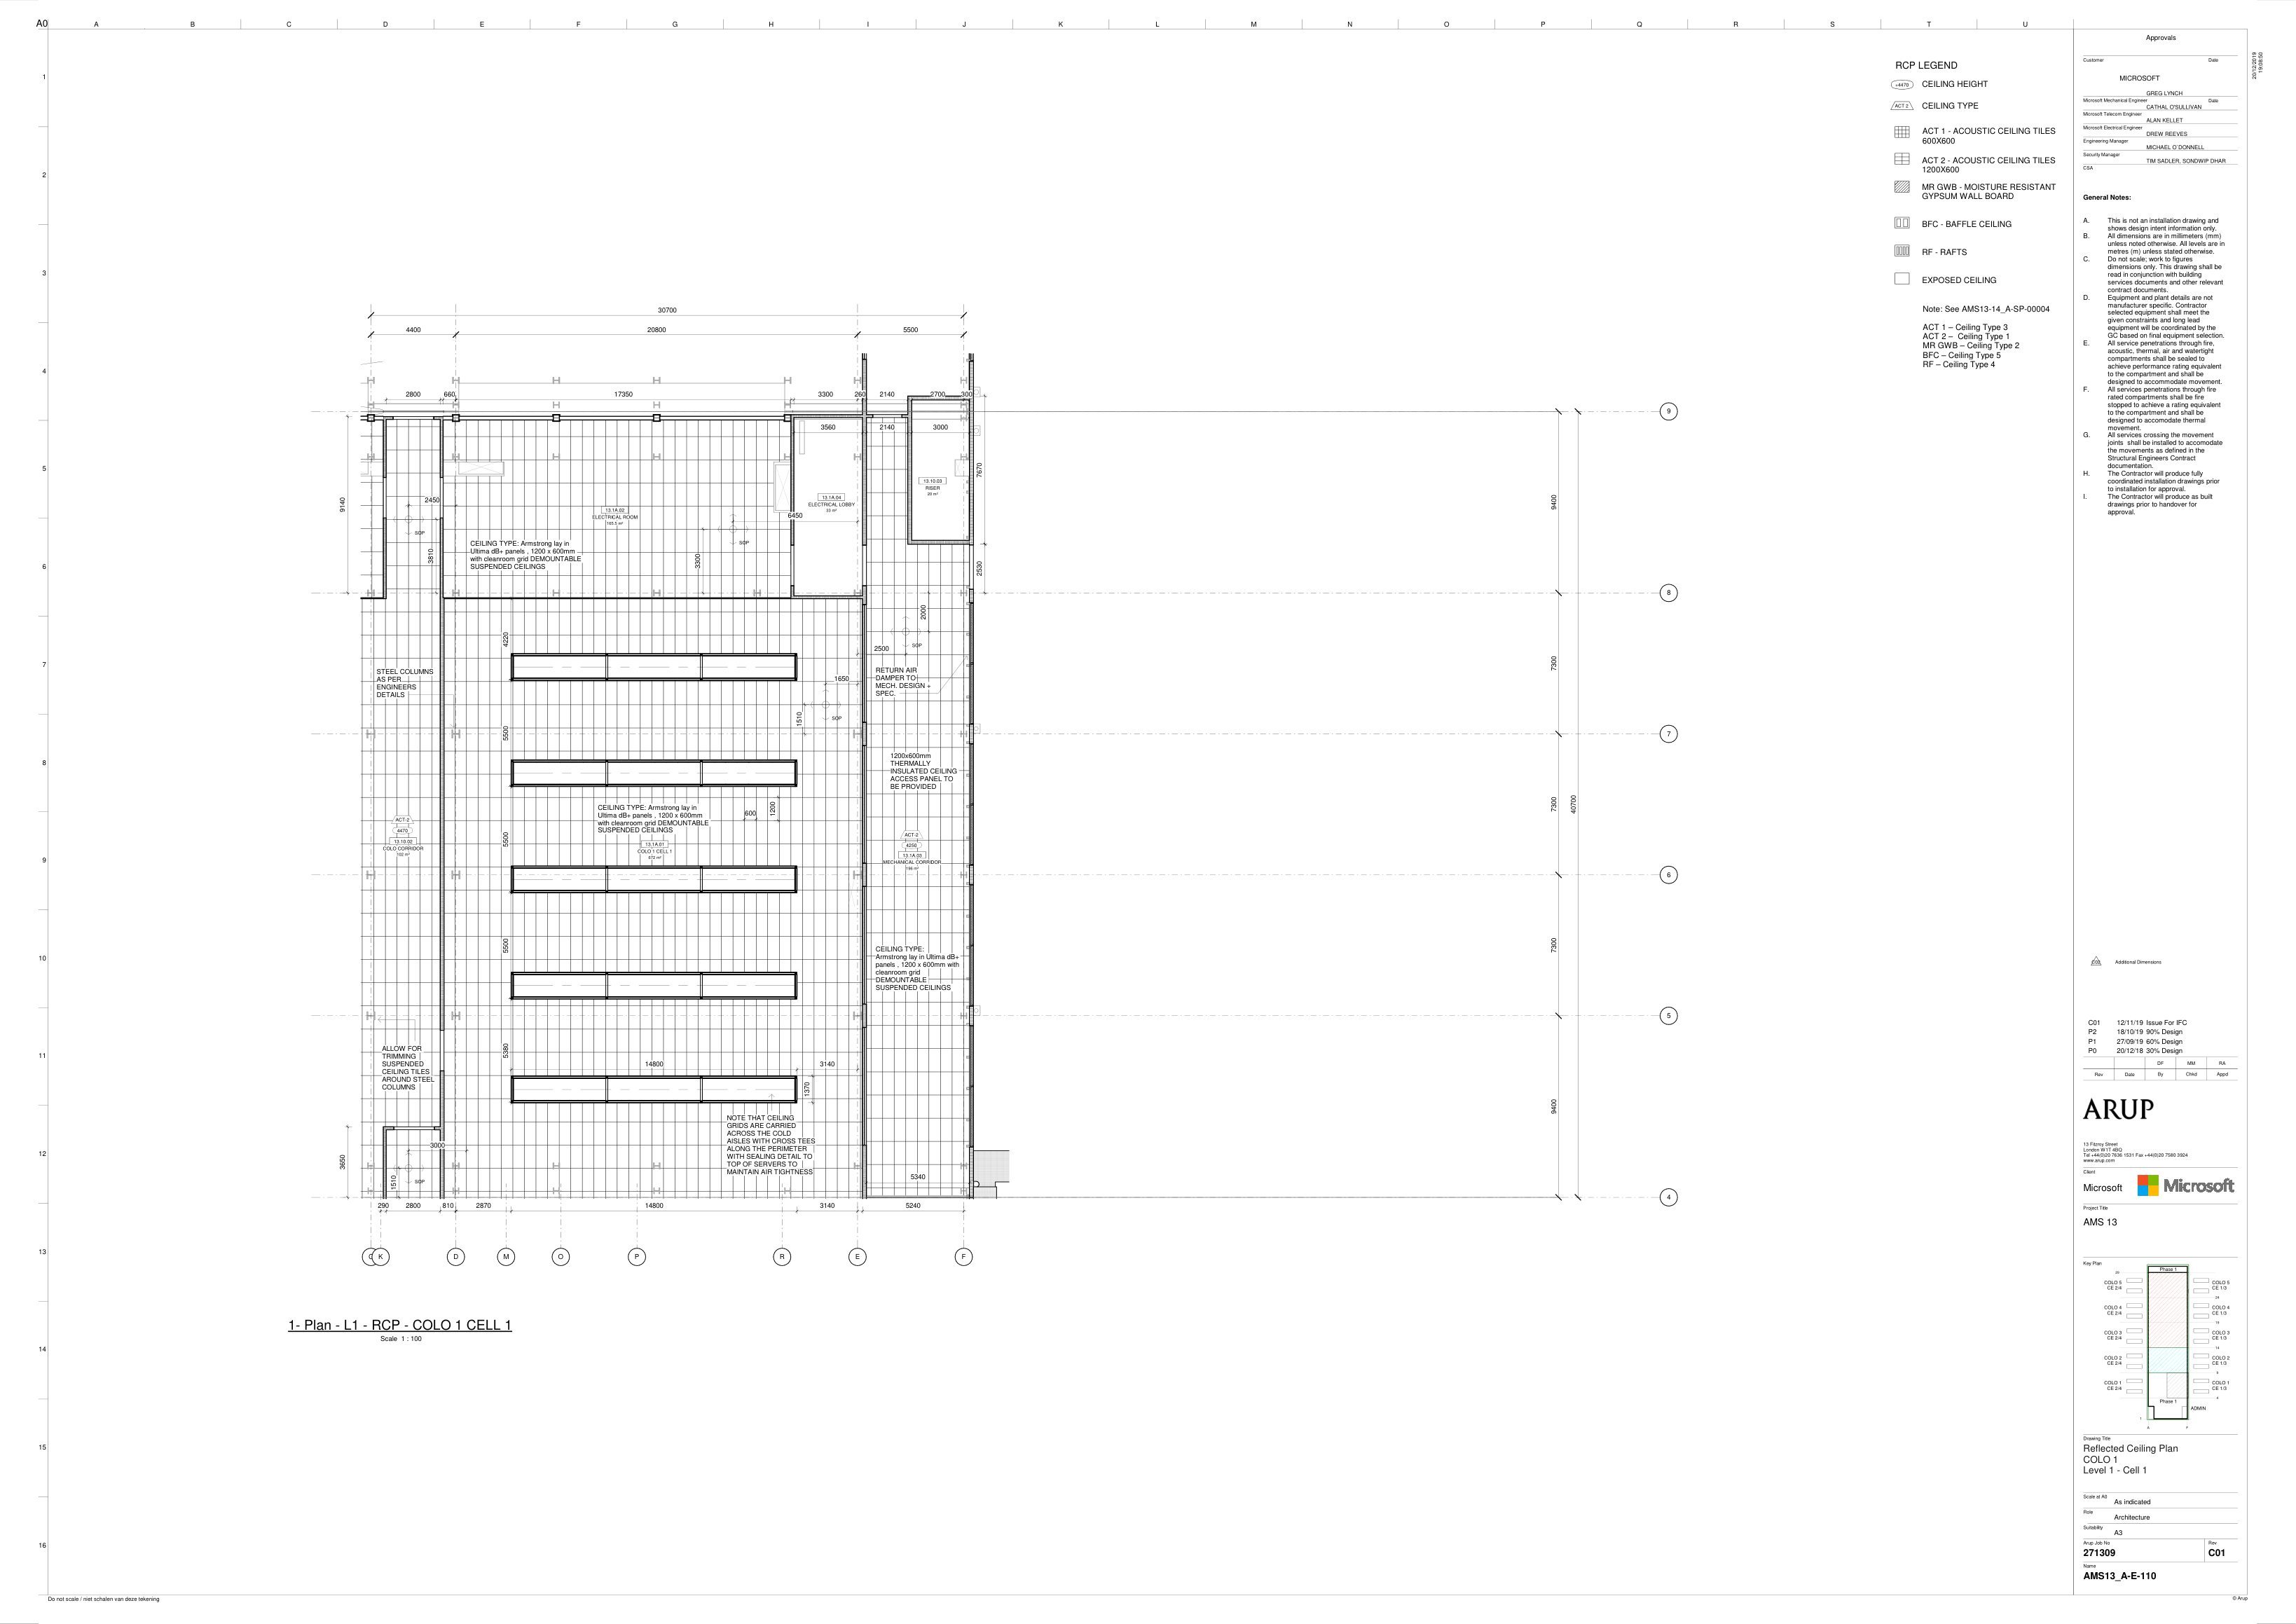 A0
A B C D E F G H I J K L M N O P Q R S T U
1
2
3
4
5
6
7
8
9
10
11
12
13
14
15
16
RCP LEGEND
+4470 CEILING HEIGHT
ACT 2 CEILING TYPE
ACT 1 - ACOUSTIC CEILING TILES
600X600
ACT 2 - ACOUSTIC CEILING TILES
1200X600
MR GWB - MOISTURE RESISTANT
GYPSUM WALL BOARD
BFC - BAFFLE CEILING
RF - RAFTS
EXPOSED CEILING
Note: See AMS13-14_A-SP-00004
ACT 1 – Ceiling Type 3
ACT 2 – Ceiling Type 1
MR GWB – Ceiling Type 2
BFC – Ceiling Type 5
RF – Ceiling Type 4
30700
4400 20800 5500
2800 660 17350 3300 260 2140 2700 300
3560 2140 3000
9140
2450
3810
SOP
13.1A.02
ELECTRICAL ROOM
CEILING TYPE: Armstrong lay in
Ultima dB+ panels , 1200 x 600mm
with cleanroom grid DEMOUNTABLE
SUSPENDED CEILINGS
3300
SOP
6450
13.1A.04
ELECTRICAL LOBBY
13.10.03
RISER
20 m²
7670
2530
9400
7300
7300
7300
9400
40700
9
8
7
6
5
4
4220
2000
SOP
2500
STEEL COLUMNS
AS PER
ENGINEERS
DETAILS
RETURN AIR
DAMPER TO
MECH. DESIGN +
SPEC.
1650
1510
SOP
5500
1200x600mm
THERMALLY
INSULATED CEILING
ACCESS PANEL TO
BE PROVIDED
CEILING TYPE: Armstrong lay in
Ultima dB+ panels , 1200 x 600mm
with cleanroom grid DEMOUNTABLE
SUSPENDED CEILINGS
600
1200
13.1A.01
COLO 1 CELL 1
5500
ACT-2
4470
13.10.02
COLO CORRIDOR
ACT-2
4250
13.1A.03
MECHANICAL CORRIDOR
5500
CEILING TYPE:
Armstrong lay in Ultima dB+
panels , 1200 x 600mm with
cleanroom grid
DEMOUNTABLE
SUSPENDED CEILINGS
5380
ALLOW FOR
TRIMMING
SUSPENDED
CEILING TILES
AROUND STEEL
COLUMNS
14800
3140
1370
NOTE THAT CEILING
GRIDS ARE CARRIED
ACROSS THE COLD
AISLES WITH CROSS TEES
ALONG THE PERIMETER
WITH SEALING DETAIL TO
TOP OF SERVERS TO
MAINTAIN AIR TIGHTNESS
3000
3650
1510
SOP
5340
290 2800 810 2870 14800 3140 5240
K D M O P R E F
1- Plan - L1 - RCP - COLO 1 CELL 1
Scale 1 : 100
Do not scale / niet schalen van deze tekening
Approvals
20/12/2019
19:08:50
Customer Date
MICROSOFT
GREG LYNCH
Microsoft Mechanical Engineer Date
CATHAL O'SULLIVAN
Microsoft Telecom Engineer
ALAN KELLET
Microsoft Electrical Engineer
DREW REEVES
Engineering Manager
MICHAEL O'DONNELL
Security Manager
TIM SADLER, SONDWIP DHAR
CSA
General Notes:
A. This is not an installation drawing and
shows design intent information only.
B. All dimensions are in millimeters (mm)
unless noted otherwise. All levels are in
metres (m) unless stated otherwise.
C. Do not scale; work to figures
dimensions only. This drawing shall be
read in conjunction with building
services documents and other relevant
contract documents.
D. Equipment and plant details are not
manufacturer specific. Contractor
selected equipment shall meet the
given constraints and long lead
equipment will be coordinated by the
GC based on final equipment selection.
E. All service penetrations through fire,
acoustic, thermal, air and watertight
compartments shall be sealed to
achieve performance rating equivalent
to the compartment and shall be
designed to accommodate movement.
F. All services penetrations through fire
rated compartments shall be fire
stopped to achieve a rating equivalent
to the compartment and shall be
designed to accomodate thermal
movement.
G. All services crossing the movement
joints shall be installed to accomodate
the movements as defined in the
Structural Engineers Contract
documentation.
H. The Contractor will produce fully
coordinated installation drawings prior
to installation for approval.
I. The Contractor will produce as built
drawings prior to handover for
approval.
Additional Dimensions
C01 12/11/19 Issue For IFC
P2 18/10/19 90% Design
P1 27/09/19 60% Design
P0 20/12/18 30% Design
DF MM RA
Rev Date By Chkd Appd
ARUP
13 Fitzroy Street
London W1T 4BQ
Tel +44(0)20 7636 1531 Fax +44(0)20 7580 3924
www.arup.com
Client
Microsoft Microsoft
Project Title
AMS 13
Key Plan
Phase 1
COLO 5
CE 2/4
COLO 5
CE 1/3
COLO 4
CE 2/4
COLO 4
CE 1/3
COLO 3
CE 2/4
COLO 3
CE 1/3
COLO 2
CE 2/4
COLO 2
CE 1/3
COLO 1
CE 2/4
COLO 1
CE 1/3
Phase 1
ADMIN
Drawing Title
Reflected Ceiling Plan
COLO 1
Level 1 - Cell 1
Scale at A0
As indicated
Role
Architecture
Suitability
A3
Arup Job No Rev
271309 C01
Name
AMS13_A-E-110
© Arup